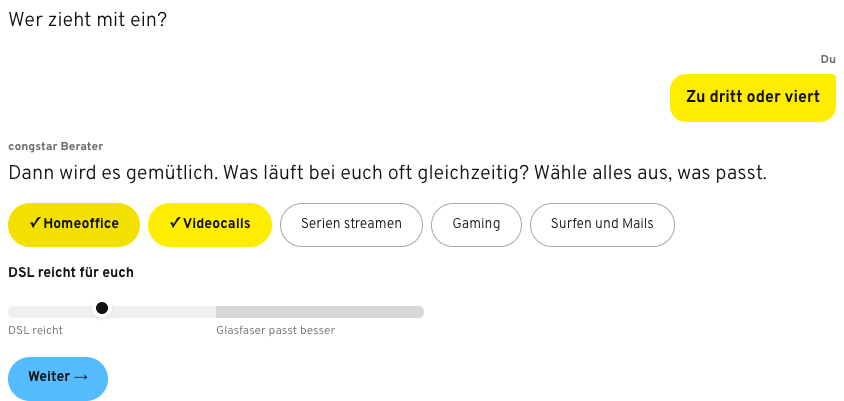 Wer zieht mit ein?
Du
Zu dritt oder viert
congstar Berater
Dann wird es gemütlich. Was läuft bei euch oft gleichzeitig? Wähle alles aus, was passt.
✓Homeoffice ✓Videocalls Serien streamen Gaming Surfen und Mails
DSL reicht für euch
DSL reicht Glasfaser passt besser
Weiter →